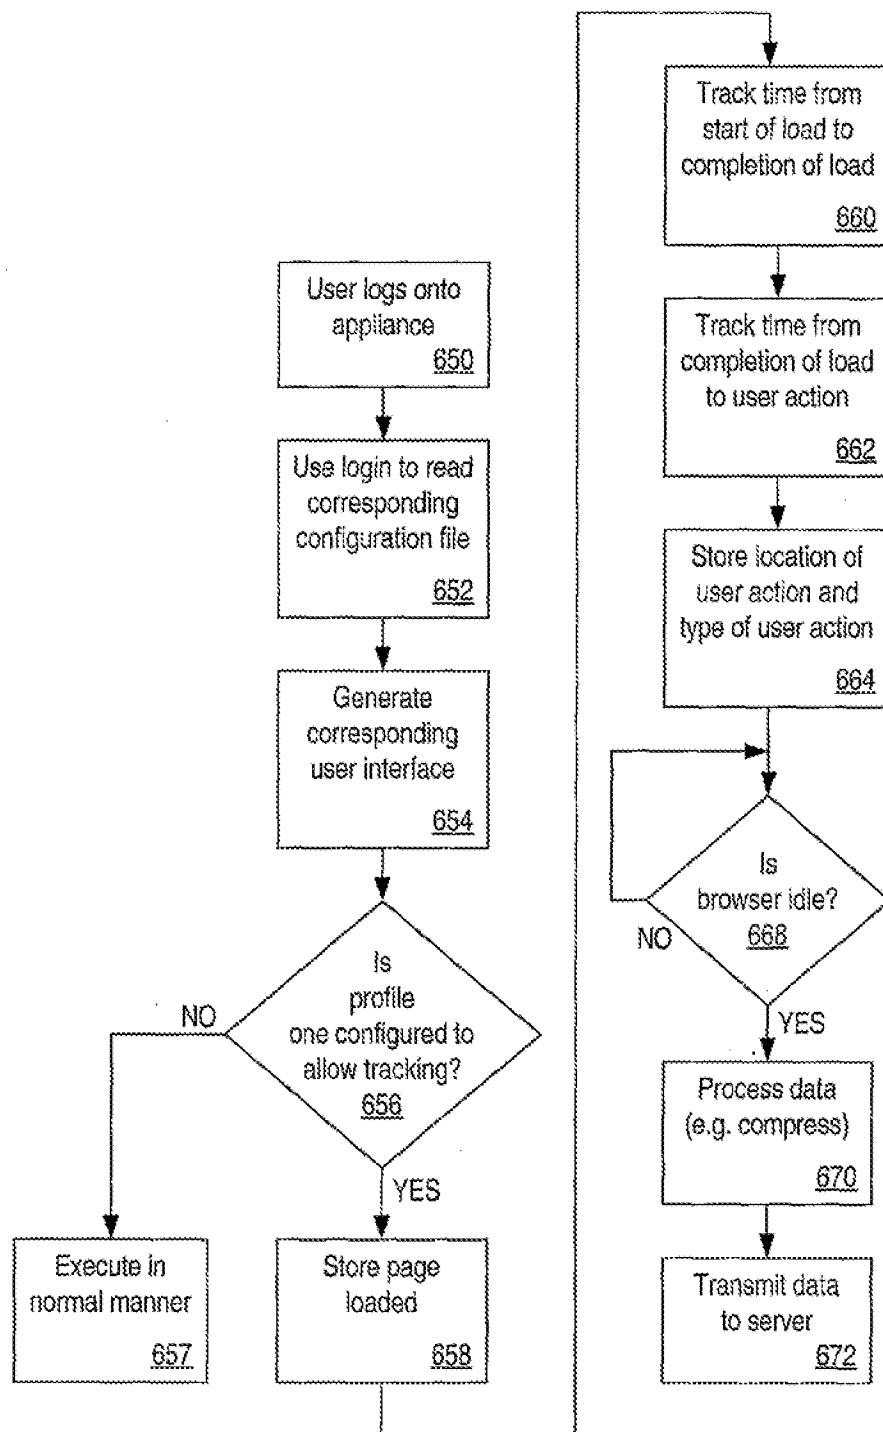 User logs onto
appliance
650
Use login to read
corresponding
configuration file
652
Generate
corresponding
user interface
654
Is
profile
one configured to
allow tracking?
656
NO
YES
Execute in
normal manner
657
Store page
loaded
658
Track time from
start of load to
completion of load
660
Track time from
completion of load
to user action
662
Store location of
user action and
type of user action
664
Is
browser idle?
668
NO
YES
Process data
(e.g. compress)
670
Transmit data
to server
672